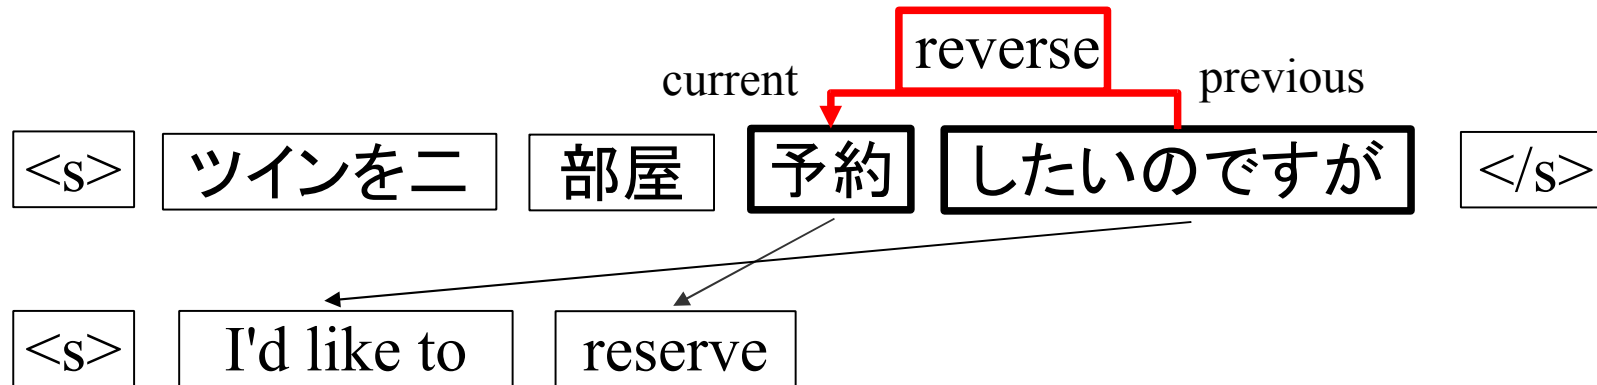 reverse
current previous
<s> ツインを二 部屋 予約 したいのですが </s>
<s> I'd like to reserve